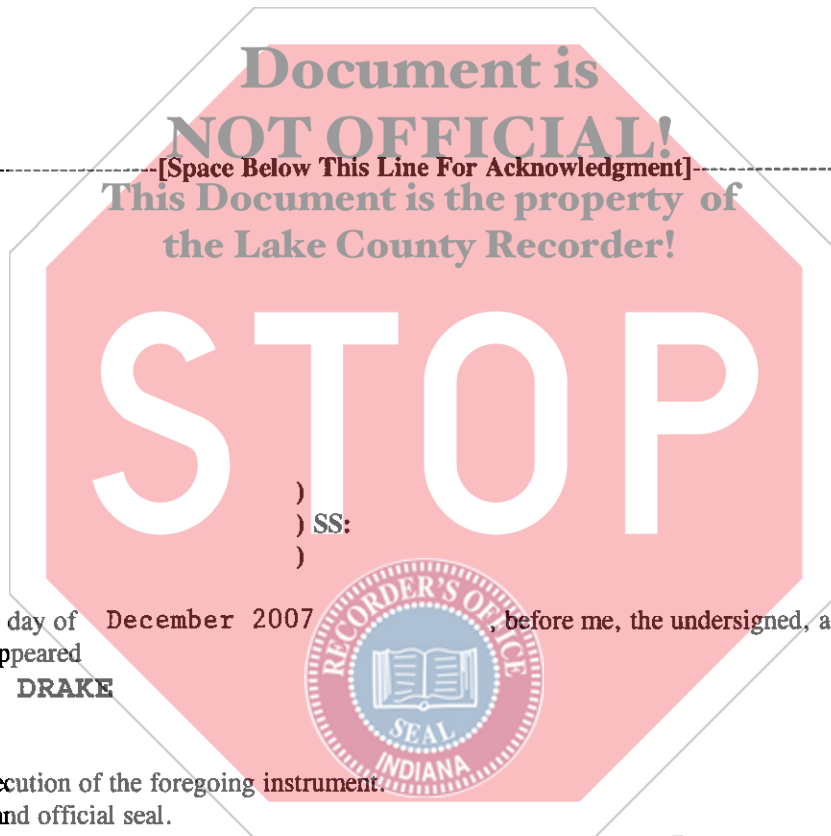 Document is
NOT OFFICIAL!
[Space Below This Line For Acknowledgment]
This Document is the property of
the Lake County Recorder!
STOP
)
) SS:
)
RECORDER'S OFFICE
day of December 2007 , before me, the undersigned, a
ppeared
DRAKE
SEAL
INDIANA
ecution of the foregoing instrument.
nd official seal.